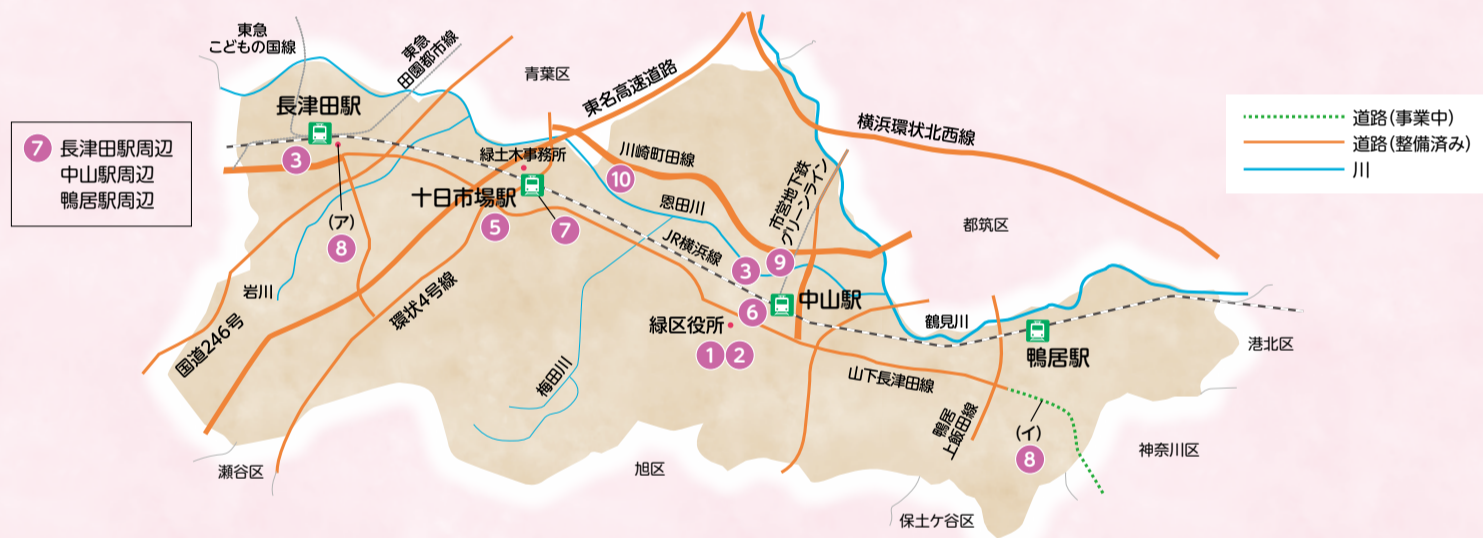 東急
こどもの国線
東急
田園都市線
青葉区
東名高速道路
横浜環状北西線
道路(事業中)
道路(整備済み)
川
7 長津田駅周辺
中山駅周辺
鴨居駅周辺
長津田駅
3
緑土木事務所
川崎町田線
10
十日市場駅
5
7
恩田川
JR横浜線
市営地下鉄
グリーンライン
都筑区
(ア)
8
岩川
国道246号
環状4号線
3
9
6
中山駅
緑区役所
1 2
梅田川
鶴見川
鴨居駅
港北区
山下長津田線
鴨居
上飯田線
(イ)
8
神奈川区
瀬谷区
旭区
保土ケ谷区